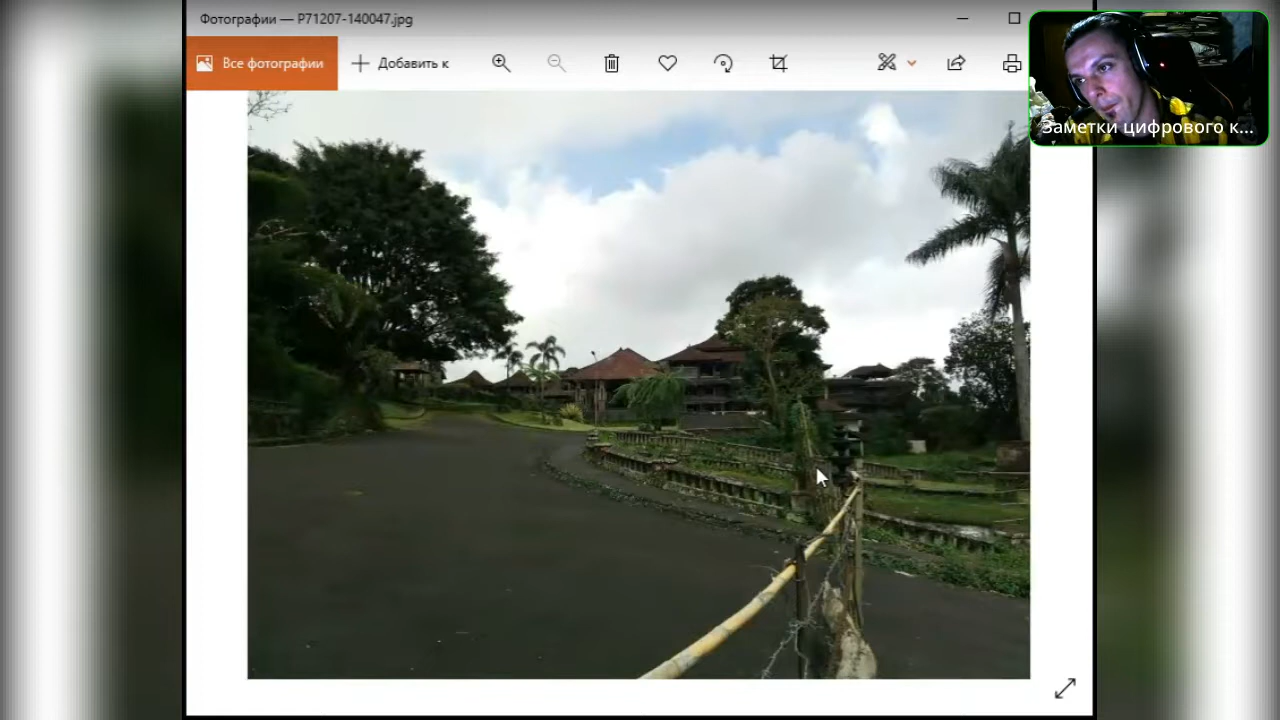 Фотографии — P71207-140047.jpg
Все фотографии
Добавить к
Заметки цифрового к...